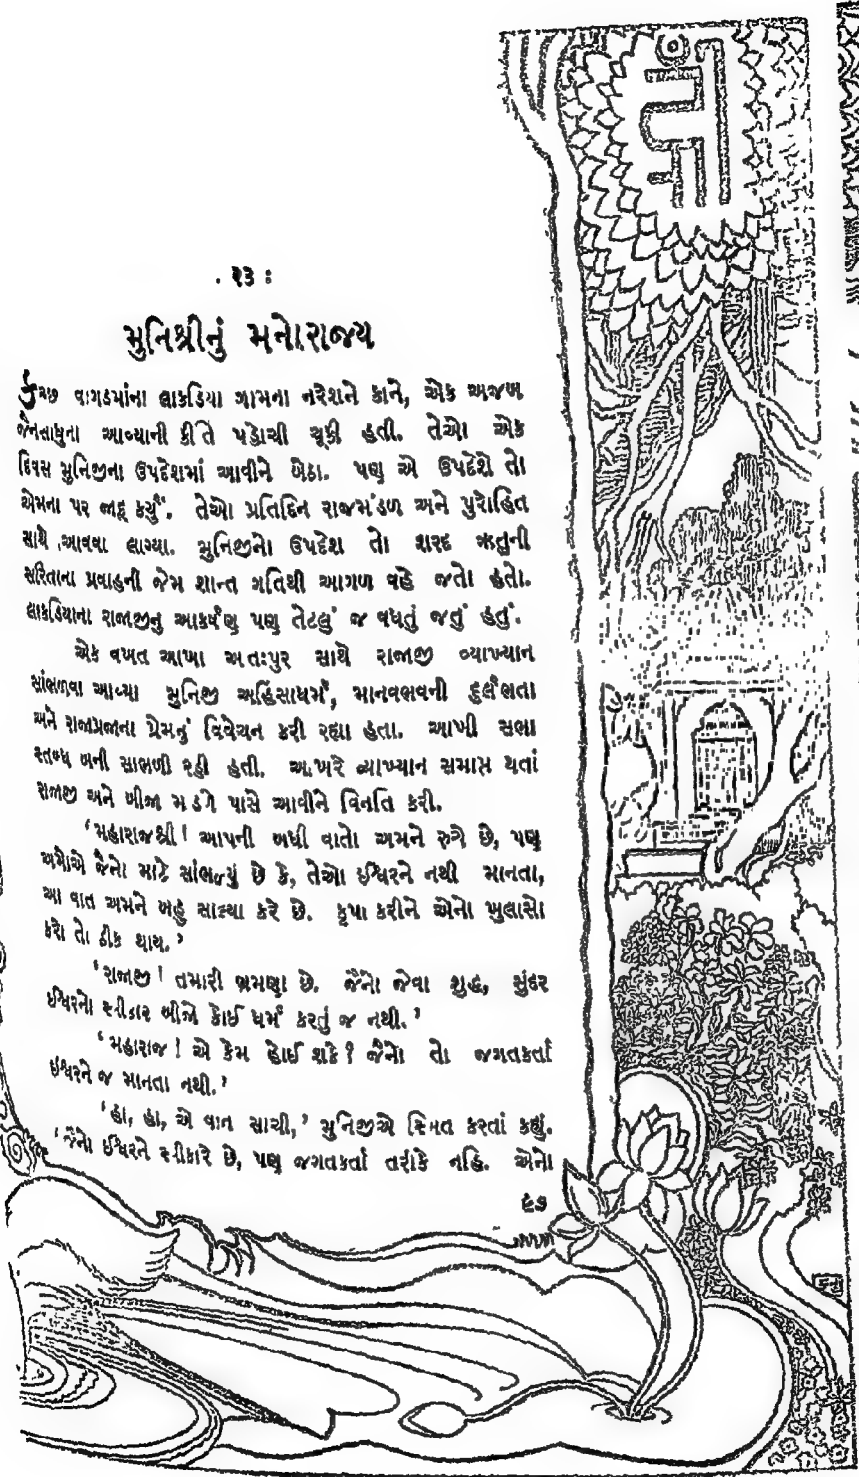 : ૧૩ :
મુનિશ્રીનું મનોરાજ્ય
કચ્છ વાગડમાંના લાકડિયા ગામના નરેશને કાને, એક અજબ
જૈનસાધુના આવ્યાની કીર્તિ પહોચી ચૂકી હતી. તેઓ એક
દિવસ મુનિજીના ઉપદેશમાં આવીને બેઠા. પણ એ ઉપદેશે તો
એમના પર જાદૂ કર્યું. તેઓ પ્રતિદિન રાજમંડળ અને પુરોહિત
સાથે આવવા લાગ્યા. મુનિજીનો ઉપદેશ તો શરદ ઋતુની
સરિતાના પ્રવાહની જેમ શાન્ત ગતિથી આગળ વહે જતો હતો.
લાકડિયાના રાજાજીનુ આકર્ષણ પણ તેટલું જ વધતું જતું હતું.
એક વખત આખા અતઃપુર સાથે રાજાજી વ્યાખ્યાન
સાંભળવા આવ્યા મુનિજી અહિંસાધર્મ, માનવભવની દુર્લભતા
અને રાજાપ્રજાના પ્રેમનું વિવેચન કરી રહ્યા હતા. આખી સભા
સ્તબ્ધ બની સાભળી રહી હતી. આખરે વ્યાખ્યાન સમાપ્ત થતાં
રાજાજી અને બીજા મડળે પાસે આવીને વિનતિ કરી.
‘મહારાજશ્રી! આપની બધી વાતો અમને રુચે છે, પણ
અમોએ જૈનો માટે સાંભળ્યું છે કે, તેઓ ઈશ્વરને નથી માનતા,
આ વાત અમને બહુ સાલ્યા કરે છે. કૃપા કરીને એનો ખુલાસો
કરો તો ઠીક થાય.’
‘રાજાજી! તમારી ભ્રમણા છે. જૈનો જેવા શુદ્ધ, સુંદર
ઈશ્વરનો સ્વીકાર બીજો કોઈ ધર્મ કરતું જ નથી.’
‘મહારાજ! એ કેમ હોઈ શકે? જૈનો તો જગતકર્તા
ઈશ્વરને જ માનતા નથી.’
‘હા, હા, એ વાત સાચી,’ મુનિજીએ સ્મિત કરતાં કહ્યું.
‘જૈનો ઈશ્વરને સ્વીકારે છે, પણ જગતકર્તા તરીકે નહિ. એનો
૯૭